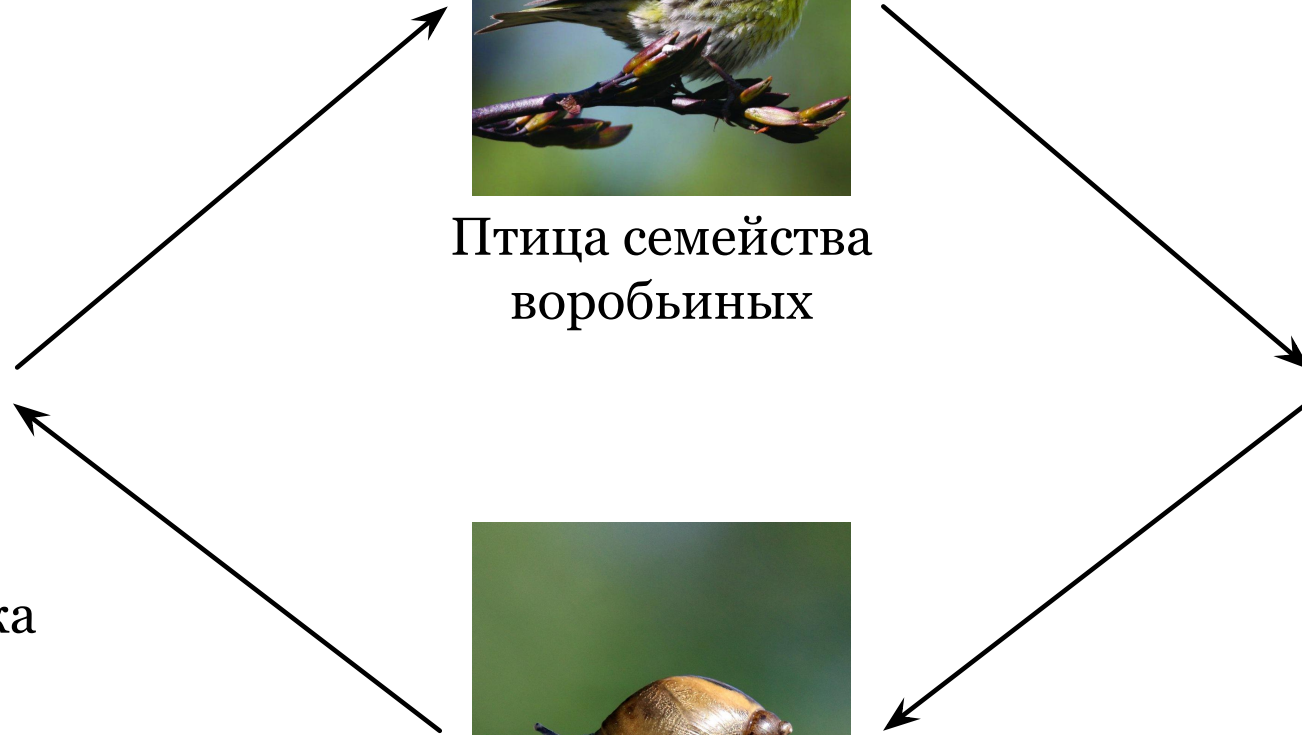 Птица семейства
воробьиных